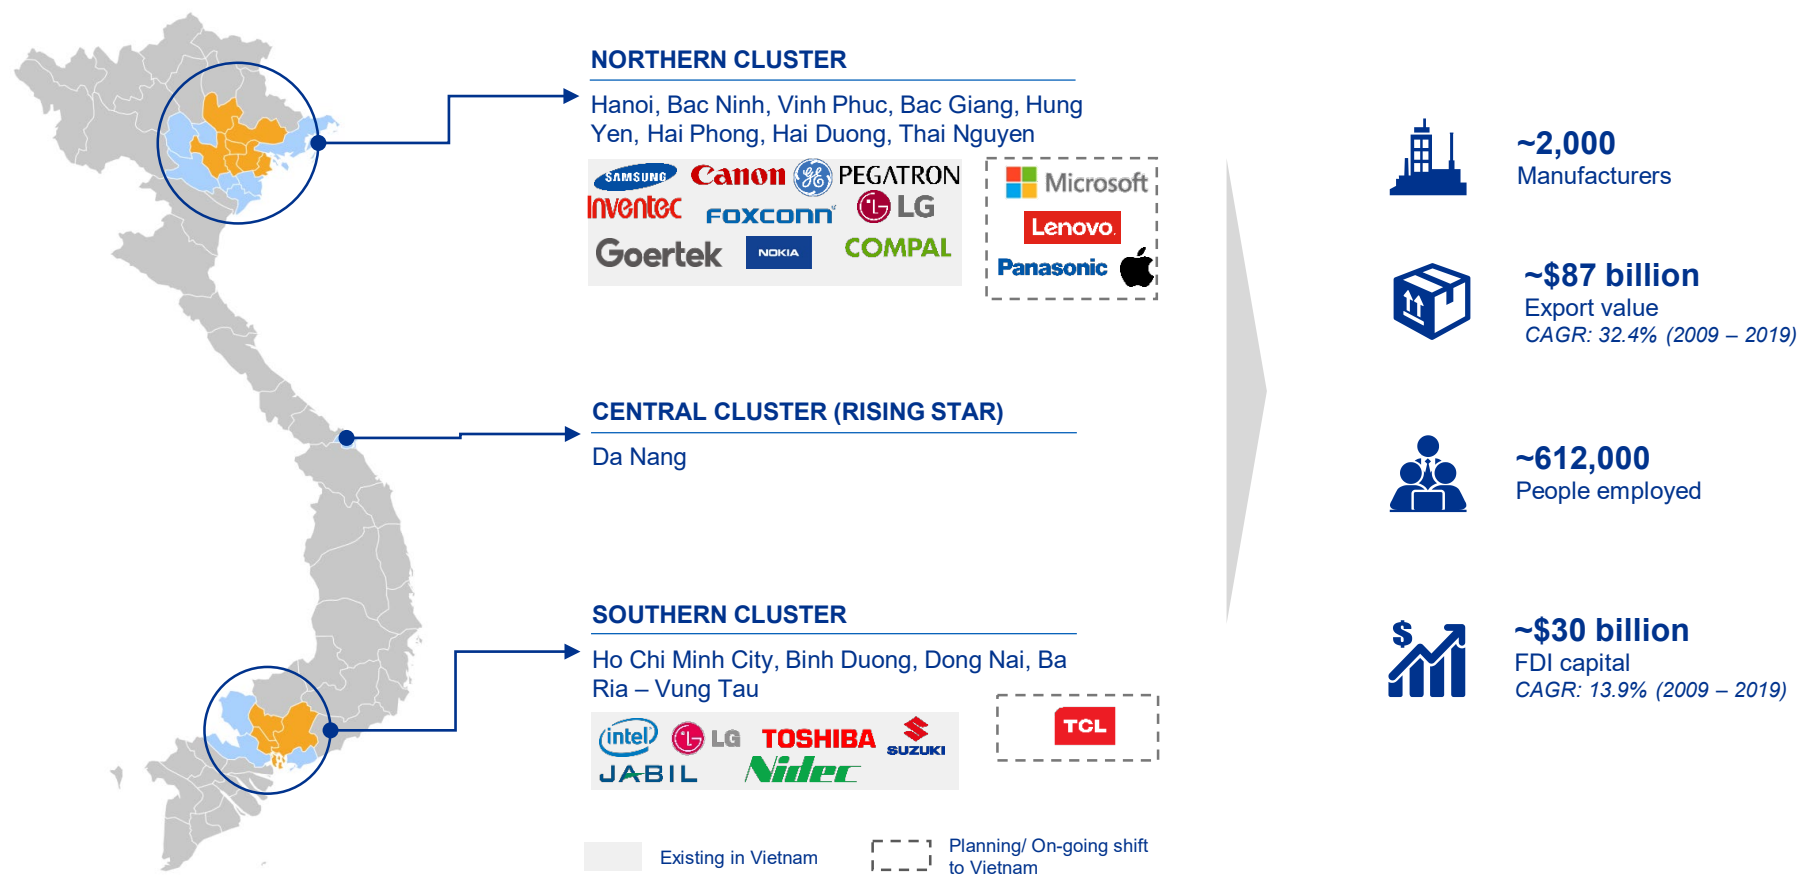 NORTHERN CLUSTER
Hanoi, Bac Ninh, Vinh Phuc, Bac Giang, Hung
Yen, Hai Phong, Hai Duong, Thai Nguyen
SAMSUNG
Canon
GE
PEGATRON
Inventec
FOXCONN
LG
Goertek
NOKIA
COMPAL
Microsoft
Lenovo.
Panasonic
CENTRAL CLUSTER (RISING STAR)
Da Nang
SOUTHERN CLUSTER
Ho Chi Minh City, Binh Duong, Dong Nai, Ba
Ria – Vung Tau
intel
LG
TOSHIBA
SUZUKI
JABIL
Nidec
TCL
Existing in Vietnam
Planning/ On-going shift
to Vietnam
~2,000
Manufacturers
~$87 billion
Export value
CAGR: 32.4% (2009 – 2019)
~612,000
People employed
$
~$30 billion
FDI capital
CAGR: 13.9% (2009 – 2019)